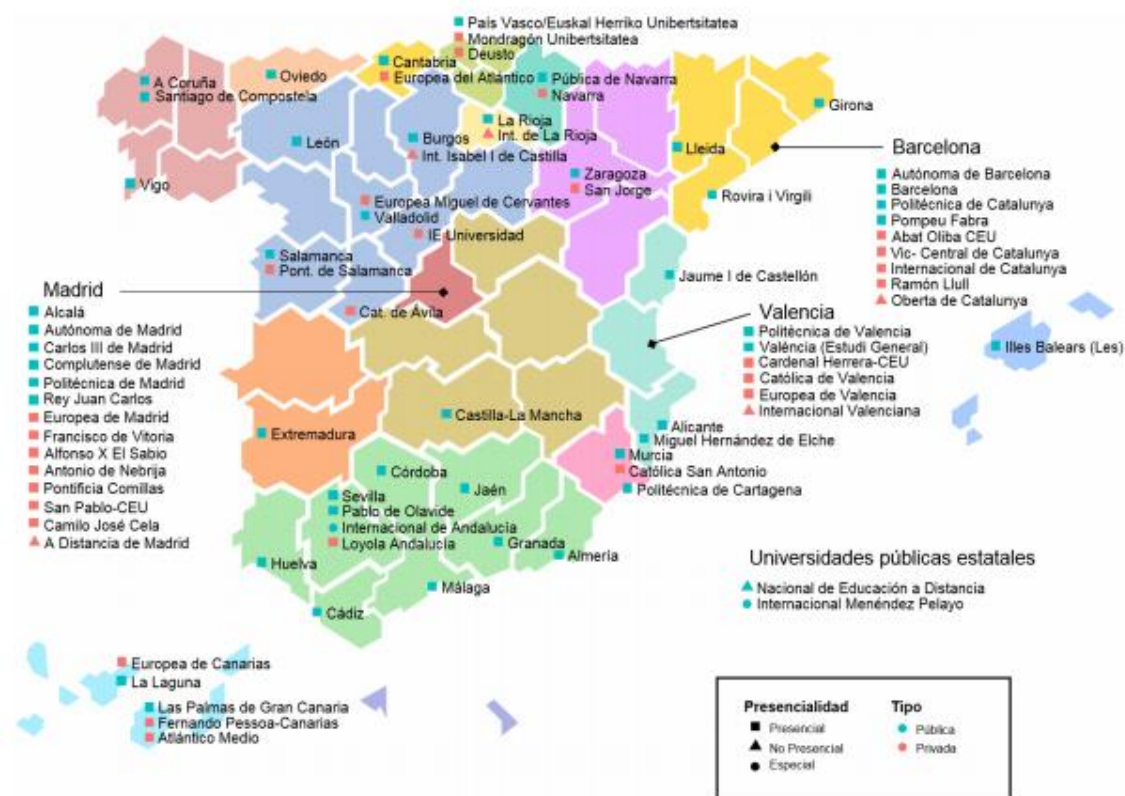 País Vasco/Euskal Herriko Unibertsitatea
Mondragón Unibertsitatea
Deusto
Cantabria
Europea del Atlántico
Pública de Navarra
Navarra
A Coruña
Santiago de Compostela
Oviedo
Girona
León
Burgos
Int. Isabel I de Castilla
La Rioja
Int. de La Rioja
Lleida
Vigo
Zaragoza
San Jorge
Rovira i Virgili
Barcelona
Autónoma de Barcelona
Barcelona
Politécnica de Catalunya
Pompeu Fabra
Abat Oliba CEU
Vic- Central de Catalunya
Internacional de Catalunya
Ramón Llull
Oberta de Catalunya
Europea Miguel de Cervantes
Valladolid
IE Universidad
Salamanca
Pont. de Salamanca
Cat. de Ávila
Jaume I de Castellón
Madrid
Alcalá
Autónoma de Madrid
Carlos III de Madrid
Complutense de Madrid
Politécnica de Madrid
Rey Juan Carlos
Europea de Madrid
Francisco de Vitoria
Alfonso X El Sabio
Antonio de Nebrija
Pontificia Comillas
San Pablo-CEU
Camilo José Cela
A Distancia de Madrid
Valencia
Politécnica de Valencia
València (Estudi General)
Cardenal Herrera-CEU
Católica de Valencia
Europea de Valencia
Internacional Valenciana
Illes Balears (Les)
Extremadura
Castilla-La Mancha
Alicante
Miguel Hernández de Elche
Murcia
Católica San Antonio
Politécnica de Cartagena
Córdoba
Jaén
Sevilla
Pablo de Olavide
Internacional de Andalucía
Loyola Andalucía
Granada
Almería
Huelva
Málaga
Cádiz
Universidades públicas estatales
Nacional de Educación a Distancia
Internacional Menéndez Pelayo
Europea de Canarias
La Laguna
Las Palmas de Gran Canaria
Fernando Pessoa-Canarias
Atlántico Medio
Presencialidad
Presencial
No Presencial
Especial
Tipo
Pública
Privada